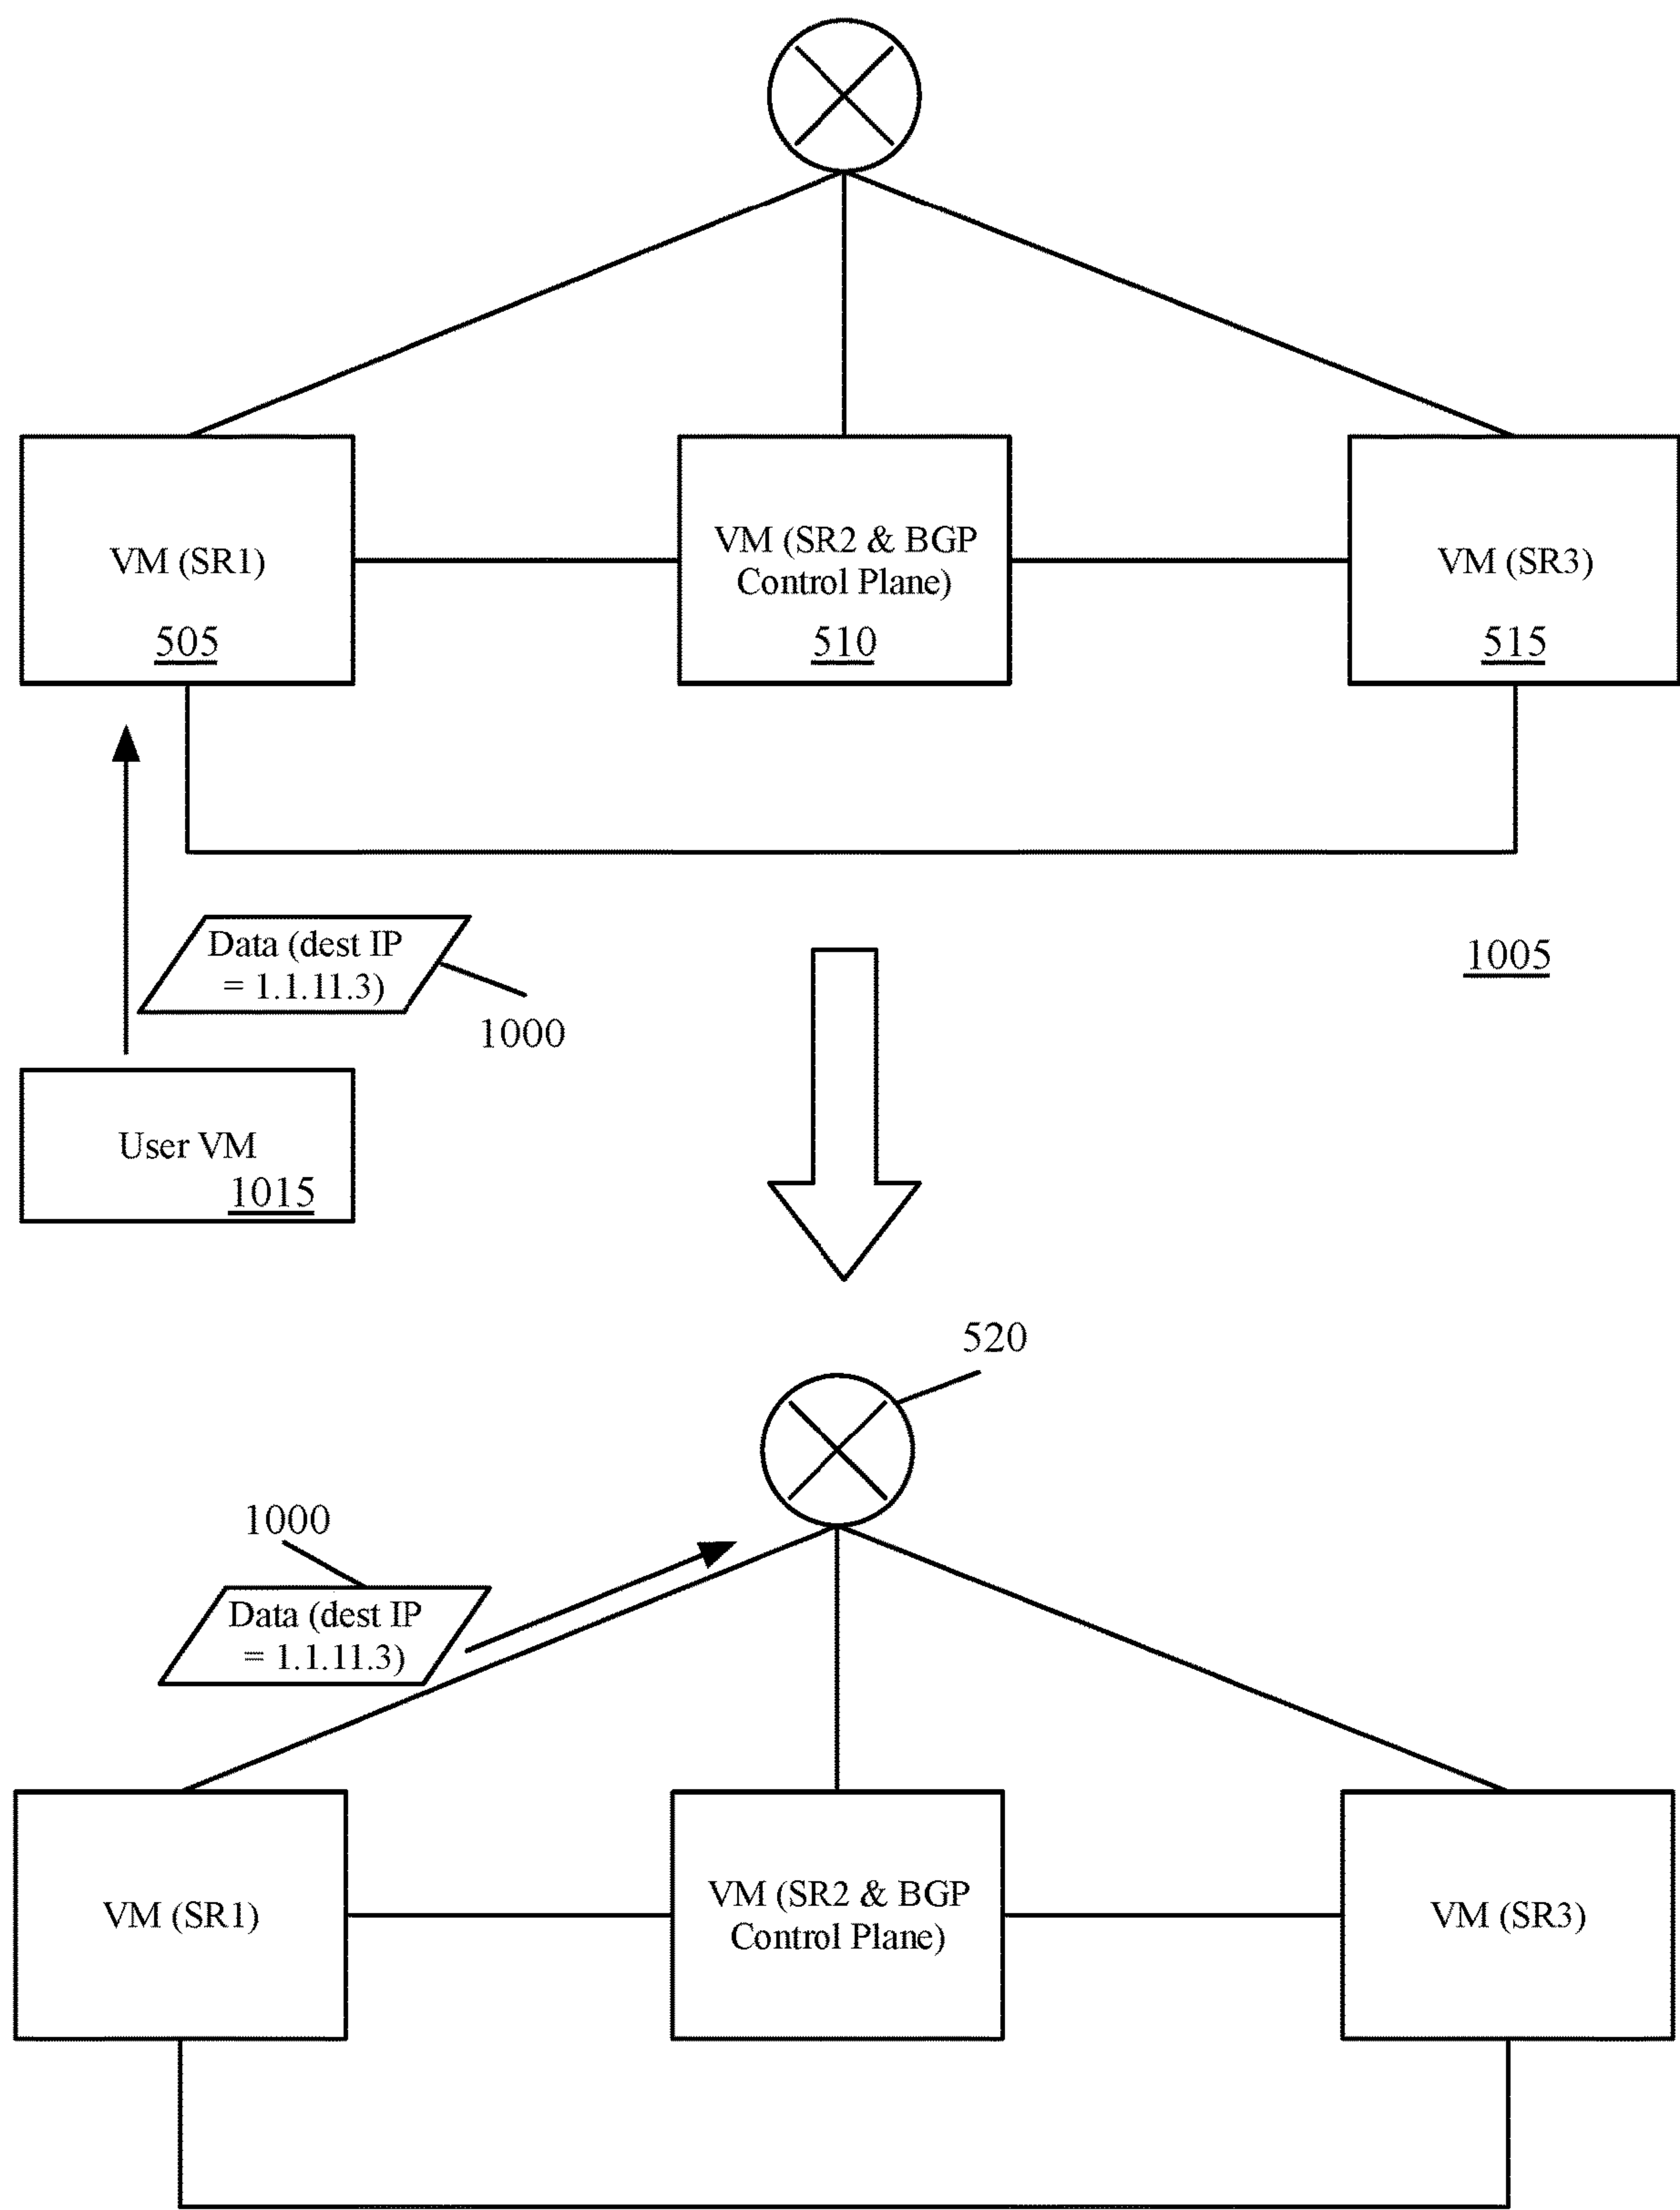 VM (SR1)
505
VM (SR2 & BGP
Control Plane)
510
VM (SR3)
515
Data (dest IP
= 1.1.11.3)
1000
1005
User VM
1015
520
1000
Data (dest IP
= 1.1.11.3)
VM (SR1)
VM (SR2 & BGP
Control Plane)
VM (SR3)